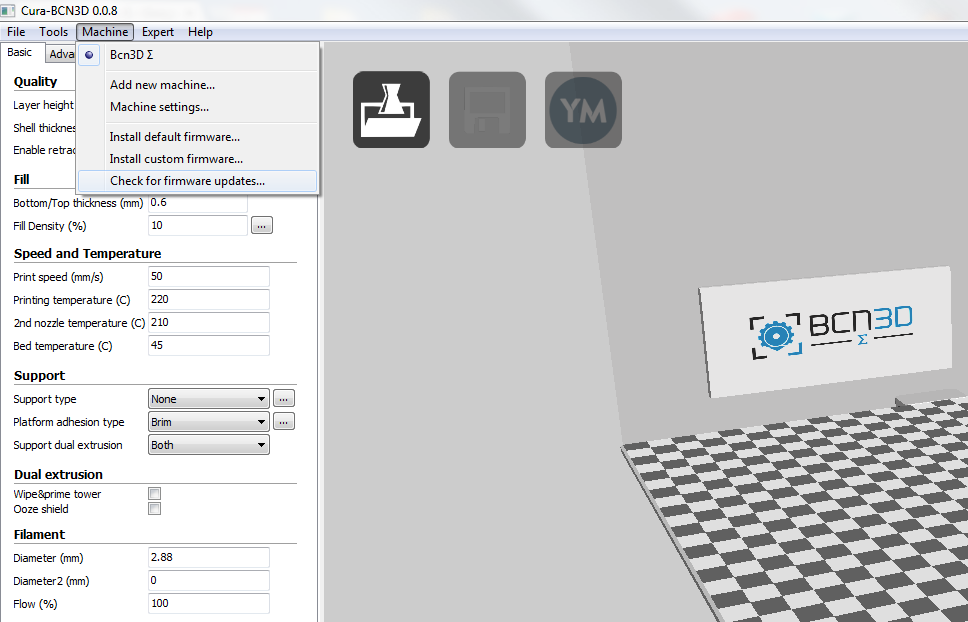 Cura-BCN3D 0.0.8
File Tools Machine Expert Help
Basic Adva
Bcn3D Σ
Add new machine...
Machine settings...
Install default firmware...
Install custom firmware...
Check for firmware updates...
Quality
Layer height
Shell thickness
Enable retrac
Fill
Bottom/Top thickness (mm) 0.6
Fill Density (%) 10 ...
Speed and Temperature
Print speed (mm/s) 50
Printing temperature (C) 220
2nd nozzle temperature (C) 210
Bed temperature (C) 45
Support
Support type None ...
Platform adhesion type Brim ...
Support dual extrusion Both
Dual extrusion
Wipe&prime tower
Ooze shield
Filament
Diameter (mm) 2.88
Diameter2 (mm) 0
Flow (%) 100
YM
BCN3D
Σ